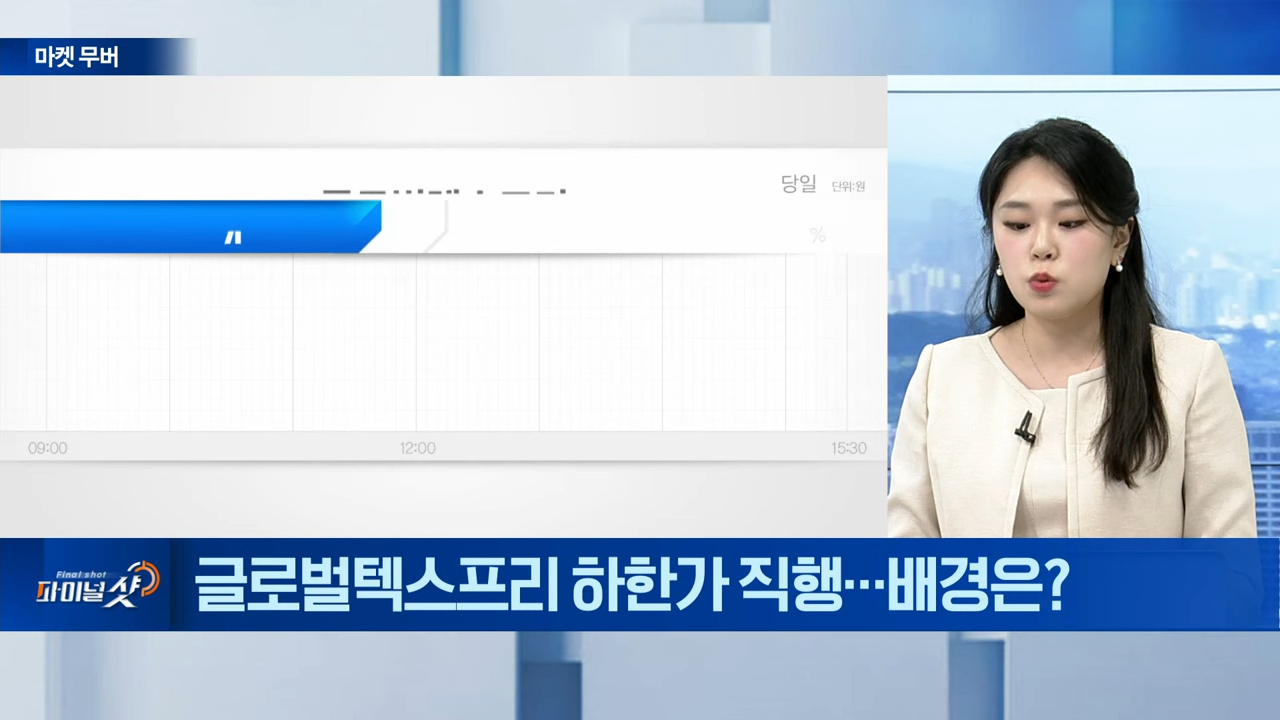 마켓 무버
당일 단위:원
%
09:00 12:00 15:30
Final shot
파이널 샷
글로벌텍스프리 하한가 직행…배경은?